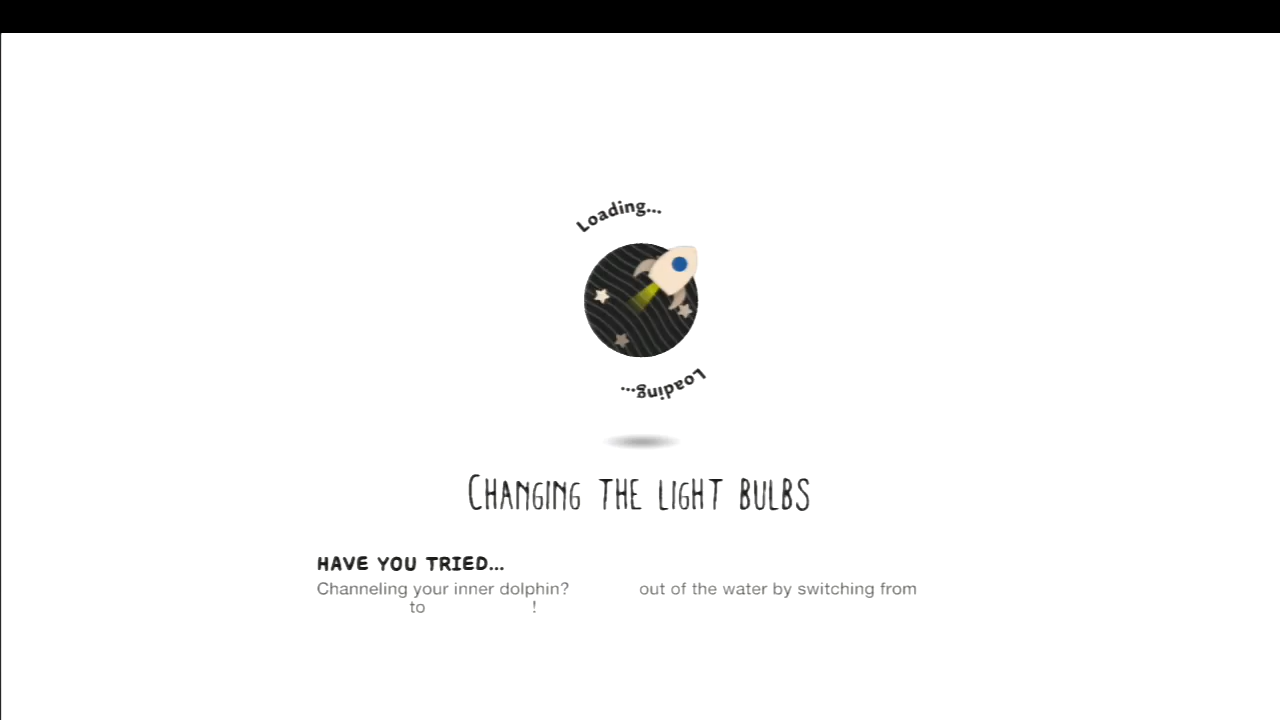 Loading...
Loading...
CHANGING THE LIGHT BULBS
HAVE YOU TRIED...
Channeling your inner dolphin? out of the water by switching from
to !